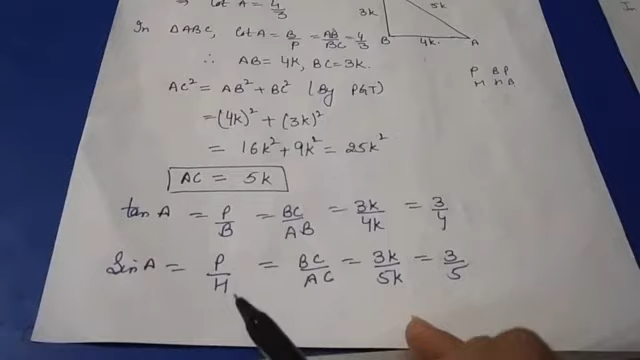 ⇒ Cot A = 4/3
3k 5k
B 4k A
In ΔABC, Cot A = B/P = AB/BC = 4/3
∴ AB = 4k, BC = 3k.
P B P
H H B
AC² = AB² + BC² (By PGT)
= (4k)² + (3k)²
= 16k² + 9k² = 25k²
AC = 5k
tan A = P/B = BC/AB = 3k/4k = 3/4
Sin A = P/H = BC/AC = 3k/5k = 3/5